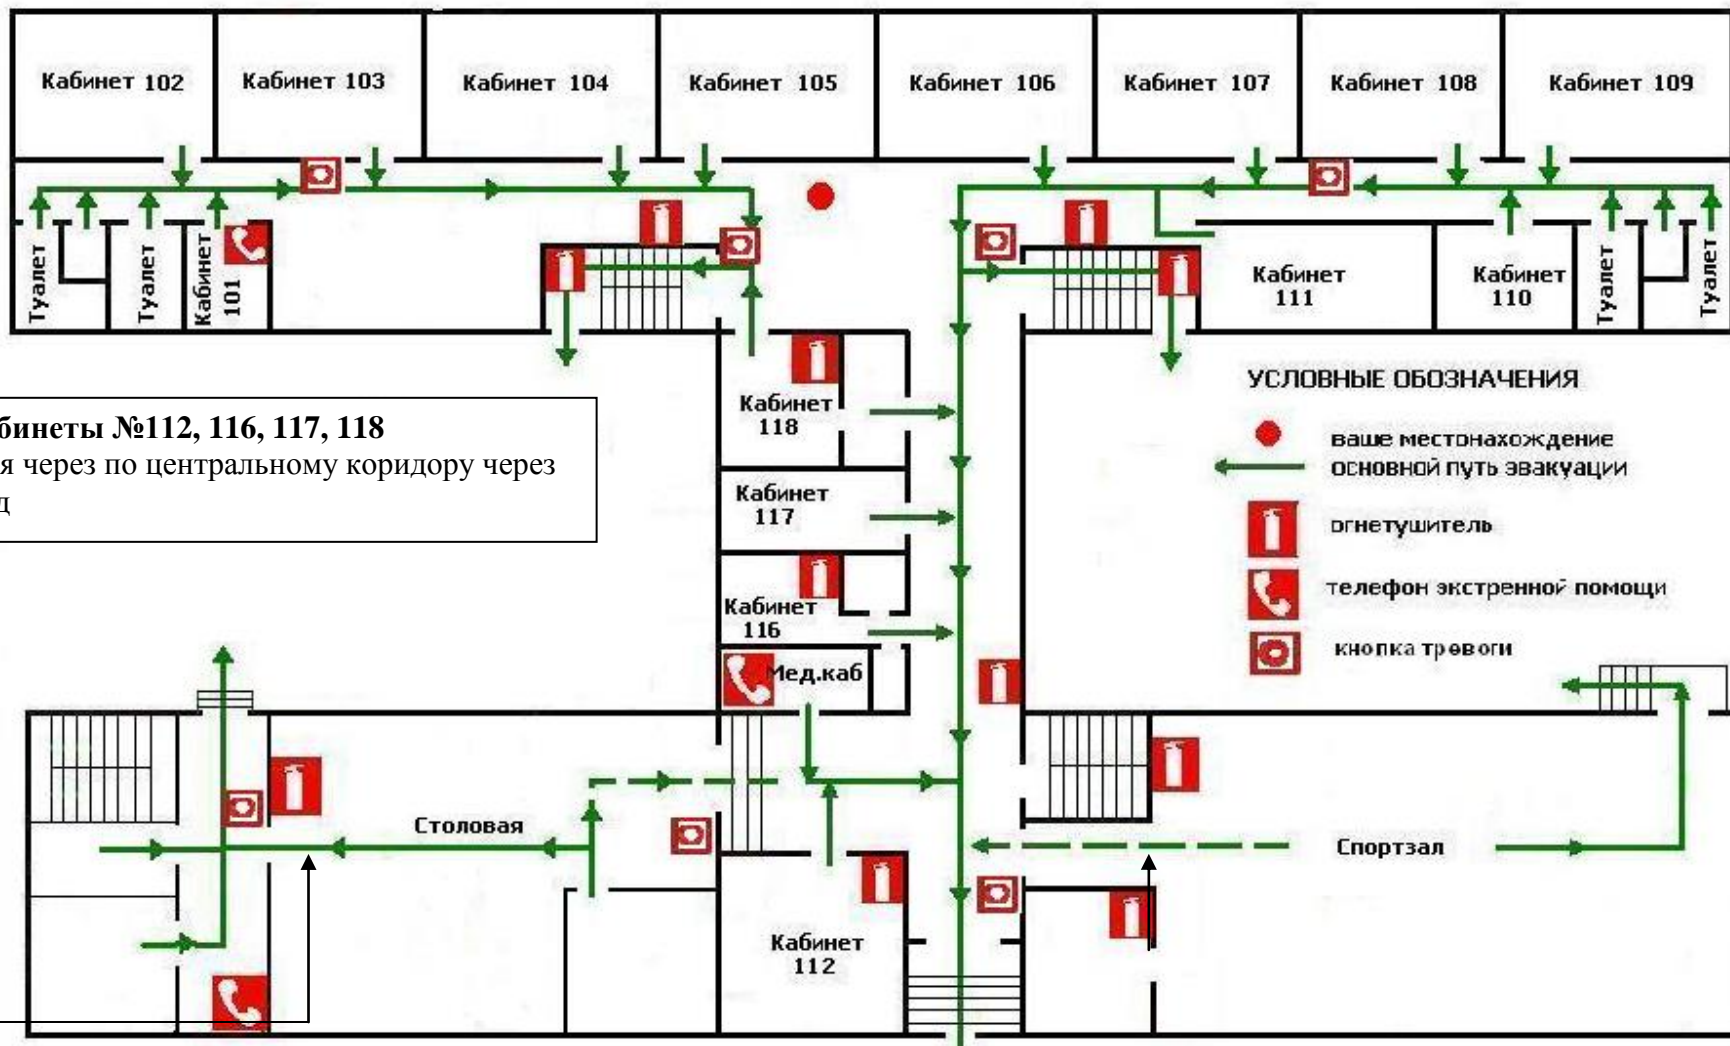 Кабинет 102
Кабинет 103
Кабинет 104
Кабинет 105
Кабинет 106
Кабинет 107
Кабинет 108
Кабинет 109
Туалет
Туалет
Кабинет
101
Кабинет
111
Кабинет
110
Туалет
Туалет
УСЛОВНЫЕ ОБОЗНАЧЕНИЯ
ваше местонахождение
основной путь эвакуации
огнетушитель
телефон экстренной помощи
кнопка тревоги
бинеты №112, 116, 117, 118
я через по центральному коридору через
д
Кабинет
118
Кабинет
117
Кабинет
116
Мед.каб
Столовая
Спортзал
Кабинет
112